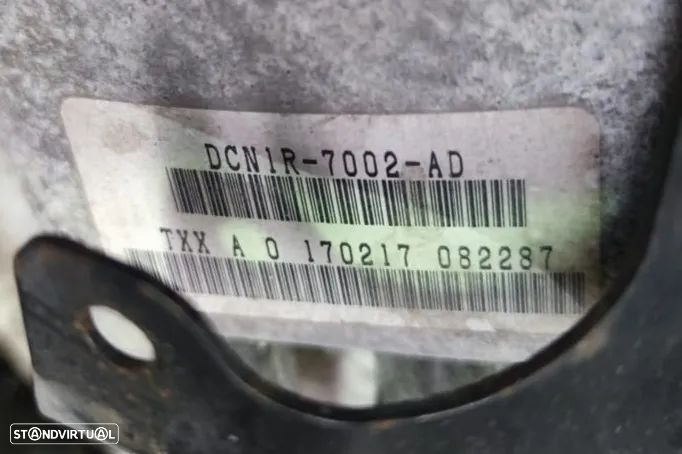 DCN1R-7002-AD
TXX A 0 170217 082287
STANDVIRTUAL